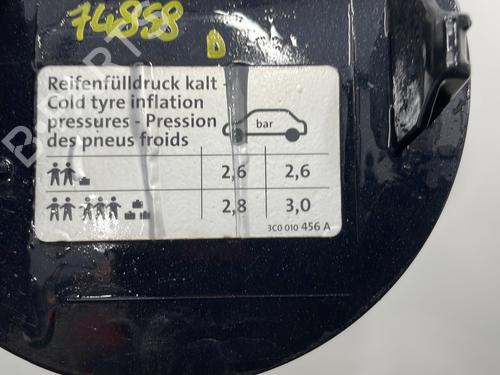 74858
D
Reifenfülldruck kalt -
Cold tyre inflation
pressures - Pression
des pneus froids
bar
2,6 2,6
2,8 3,0
3C0 010 456 A